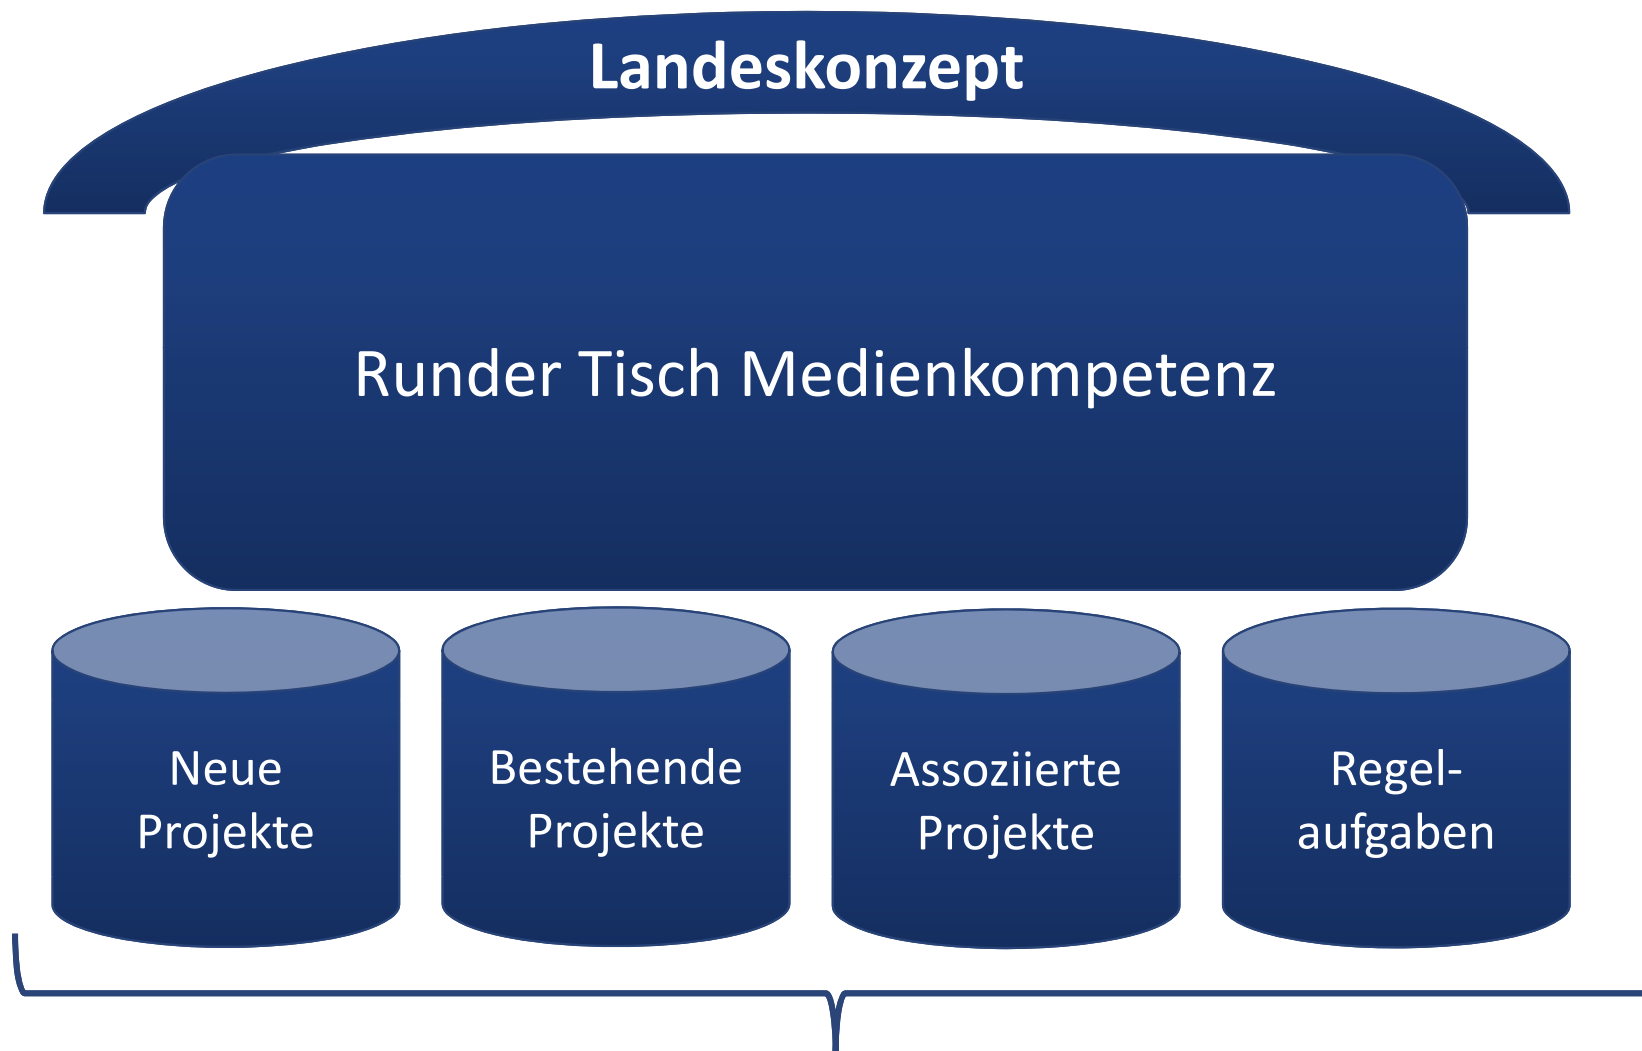 Landeskonzept
Runder Tisch Medienkompetenz
Neue
Projekte
Bestehende
Projekte
Assoziierte
Projekte
Regel-
aufgaben